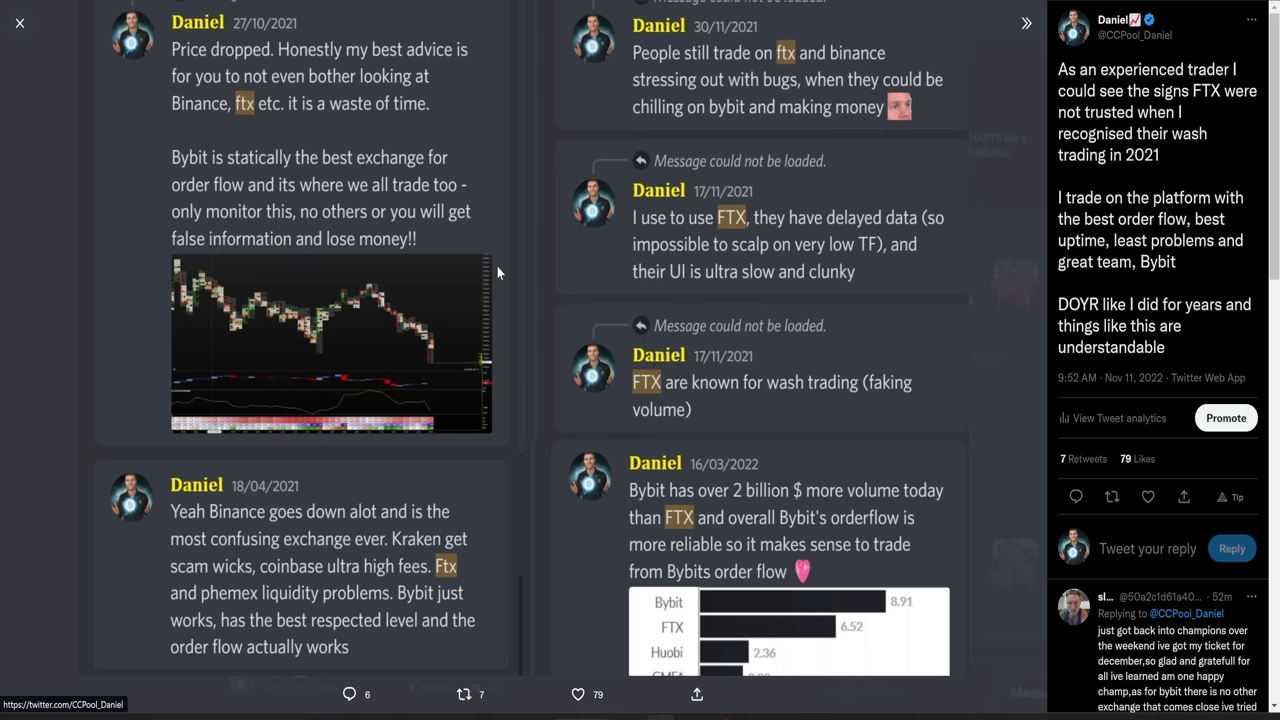 Daniel 27/10/2021
Price dropped. Honestly my best advice is
for you to not even bother looking at
Binance, ftx etc. it is a waste of time.
Bybit is statically the best exchange for
order flow and its where we all trade too -
only monitor this, no others or you will get
false information and lose money!!
Daniel 18/04/2021
Yeah Binance goes down alot and is the
most confusing exchange ever. Kraken get
scam wicks, coinbase ultra high fees. Ftx
and phemex liquidity problems. Bybit just
works, has the best respected level and the
order flow actually works
Message could not be loaded.
Daniel 30/11/2021
People still trade on ftx and binance
stressing out with bugs, when they could be
chilling on bybit and making money
Message could not be loaded.
Daniel 17/11/2021
I use to use FTX, they have delayed data (so
impossible to scalp on very low TF), and
their UI is ultra slow and clunky
Message could not be loaded.
Daniel 17/11/2021
FTX are known for wash trading (faking
volume)
Daniel 16/03/2022
Bybit has over 2 billion $ more volume today
than FTX and overall Bybit's orderflow is
more reliable so it makes sense to trade
from Bybits order flow
Bybit 8.91
FTX 6.52
Huobi 2.36
6 7 79
https://twitter.com/CCPool_Daniel
Daniel
@CCPool_Daniel
As an experienced trader I
could see the signs FTX were
not trusted when I
recognised their wash
trading in 2021
I trade on the platform with
the best order flow, best
uptime, least problems and
great team, Bybit
DOYR like I did for years and
things like this are
understandable
9:52 AM · Nov 11, 2022 · Twitter Web App
View Tweet analytics
Promote
7 Retweets 79 Likes
Tip
Tweet your reply
Reply
sl... @50a2c1d61a40... · 52m
Replying to @CCPool_Daniel
just got back into champions over
the weekend ive got my ticket for
december,so glad and gratefull for
all ive learned am one happy
champ,as for bybit there is no other
exchange that comes close ive tried